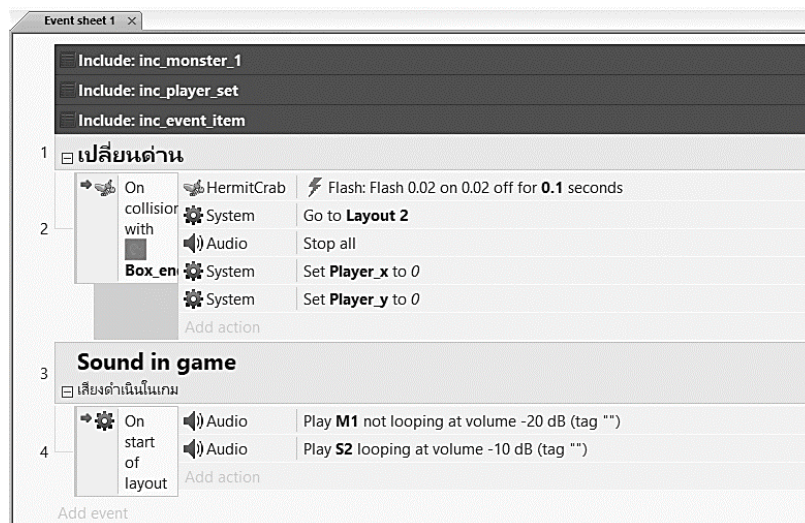 Event sheet 1 ×
Include: inc_monster_1
Include: inc_player_set
Include: inc_event_item
1 เปลี่ยนด่าน
2
On collision with Box_en
HermitCrab Flash: Flash 0.02 on 0.02 off for 0.1 seconds
System Go to Layout 2
Audio Stop all
System Set Player_x to 0
System Set Player_y to 0
Add action
3 Sound in game
เสียงดำเนินในเกม
4
On start of layout
Audio Play M1 not looping at volume -20 dB (tag "")
Audio Play S2 looping at volume -10 dB (tag "")
Add action
Add event